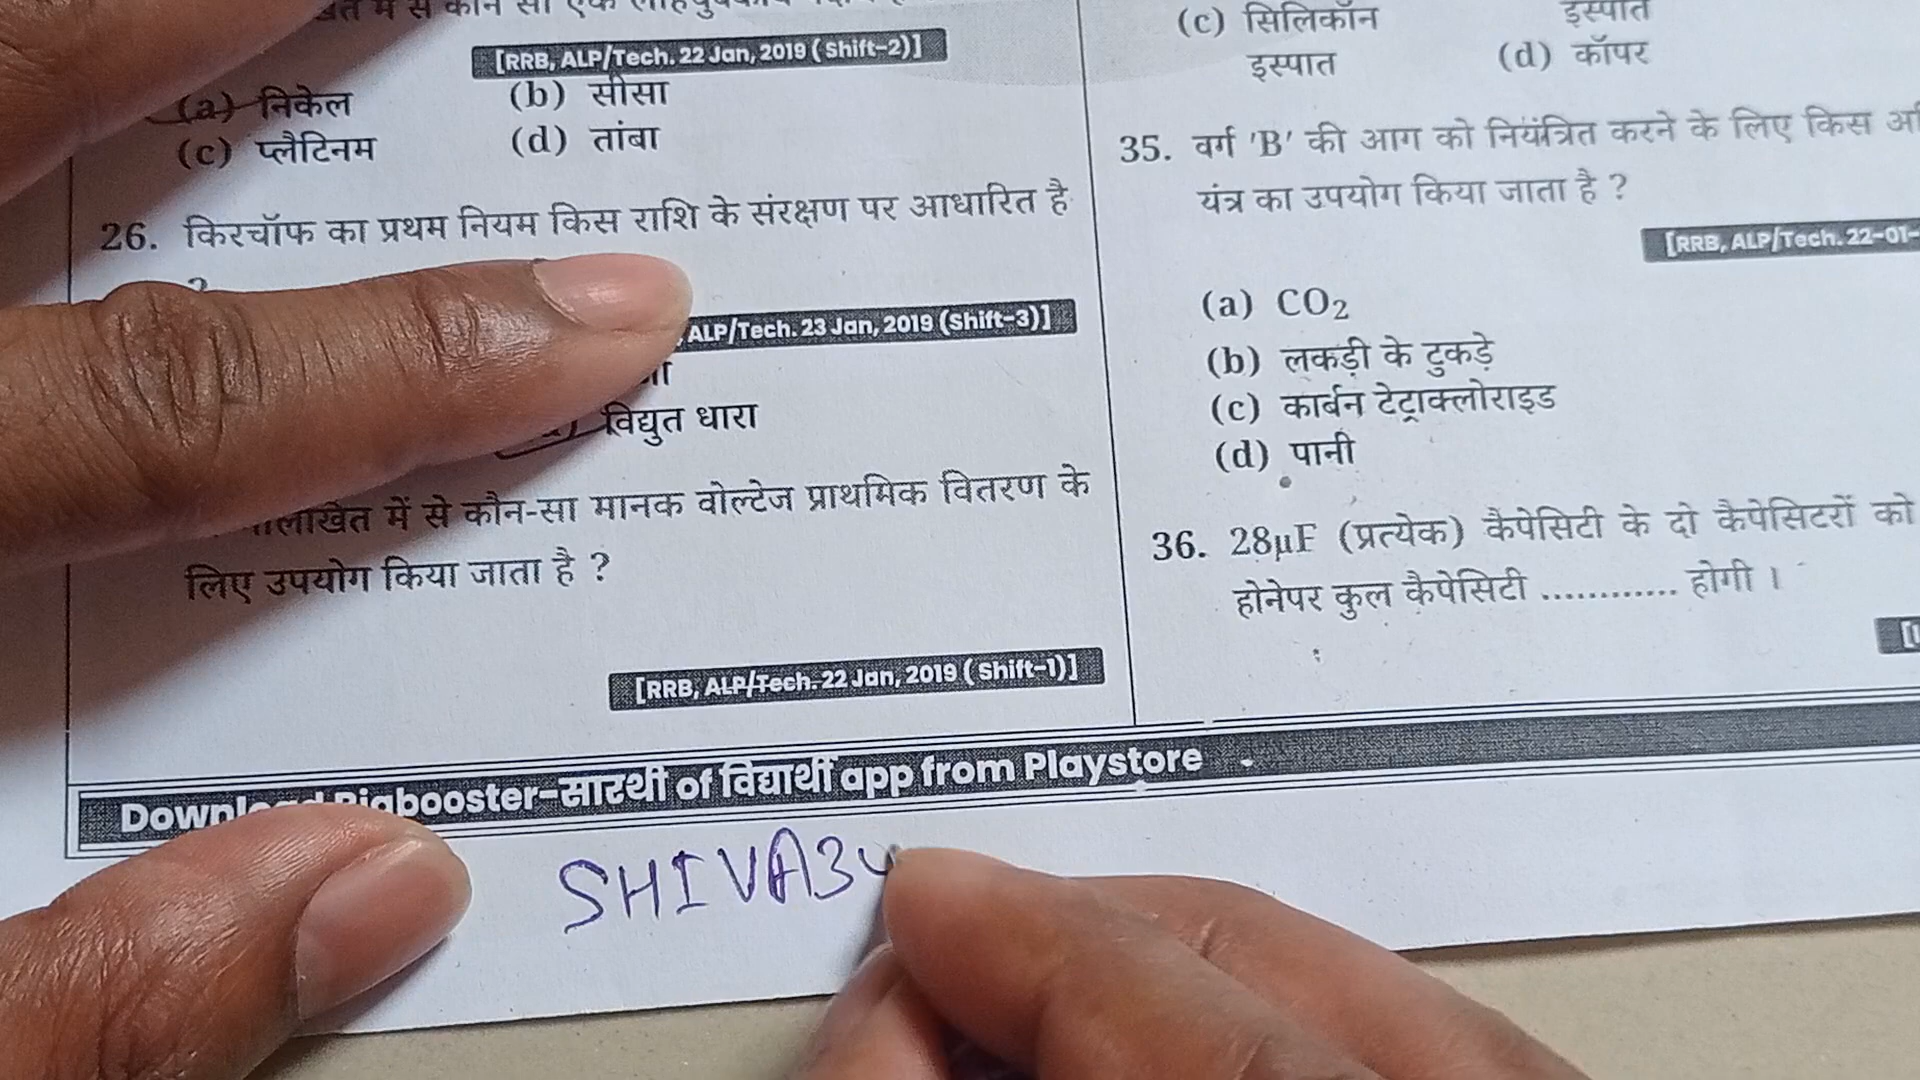 [RRB, ALP/Tech. 22 Jan, 2019 (Shift-2)]
(a) निकेल (b) सीसा
(c) प्लैटिनम (d) तांबा
26. किरचॉफ का प्रथम नियम किस राशि के संरक्षण पर आधारित है
?
ALP/Tech. 23 Jan, 2019 (Shift-3)]
विद्युत धारा
में से कौन-सा मानक वोल्टेज प्राथमिक वितरण के
लिए उपयोग किया जाता है ?
[RRB, ALP/Tech. 22 Jan, 2019 (Shift-1)]
(c) सिलिकॉन इस्पात
इस्पात (d) कॉपर
35. वर्ग 'B' की आग को नियंत्रित करने के लिए किस
यंत्र का उपयोग किया जाता है ?
[RRB, ALP/Tech. 22-01-
(a) CO2
(b) लकड़ी के टुकड़े
(c) कार्बन टेट्राक्लोराइड
(d) पानी
36. 28µF (प्रत्येक) कैपेसिटी के दो कैपेसिटरों को
होनेपर कुल कैपेसिटी ............ होगी ।
of विद्यार्थी app from Playstore
SHIVA3